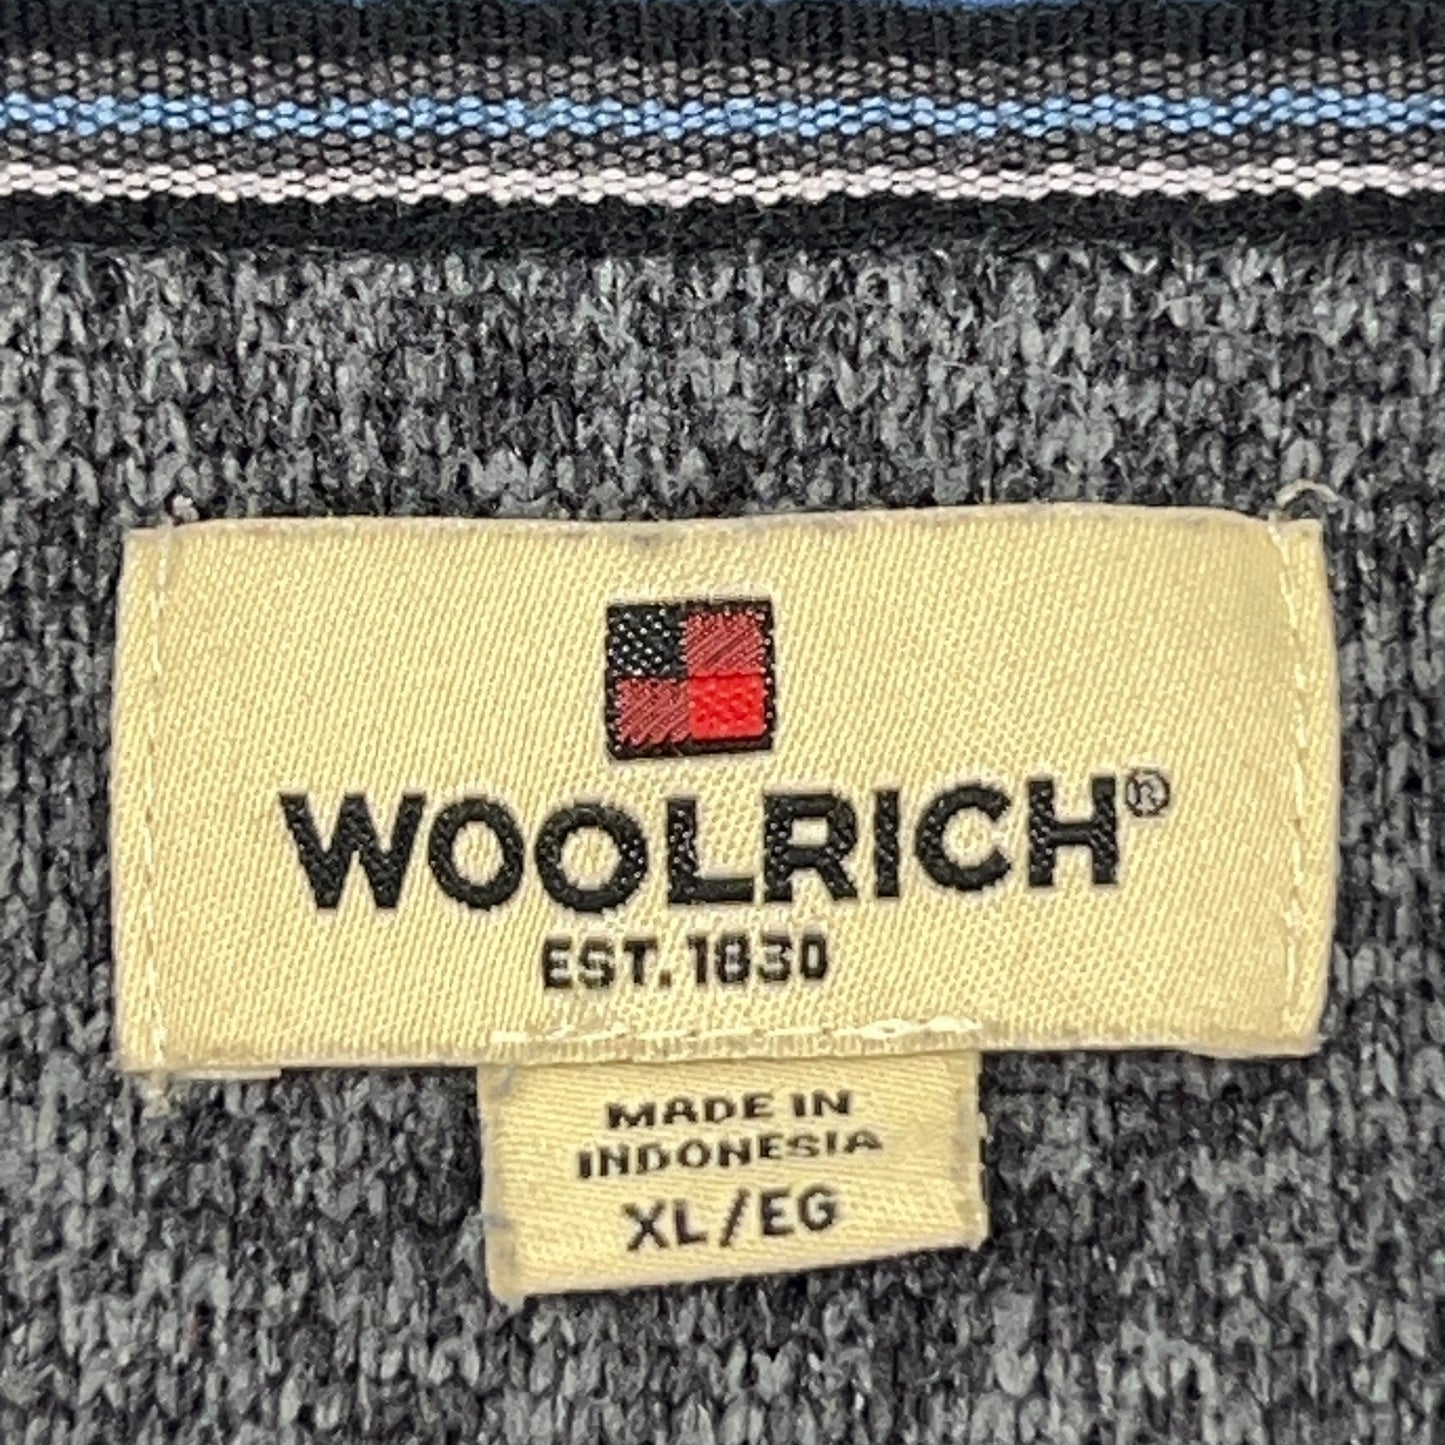 WOOLRICH®
EST. 1830
MADE IN
INDONESIA
XL/EG